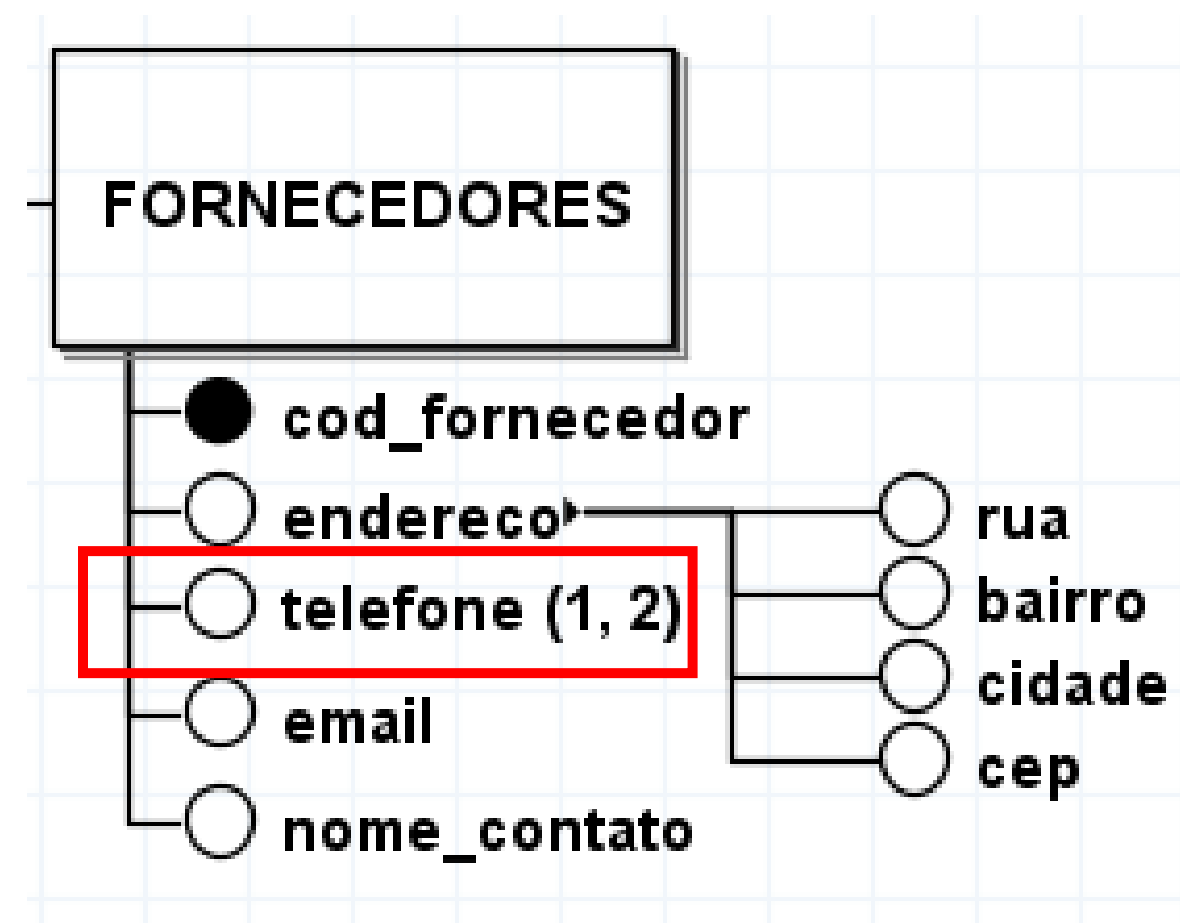 FORNECEDORES
cod_fornecedor
endereco
rua
telefone (1, 2)
bairro
cidade
email
cep
nome_contato